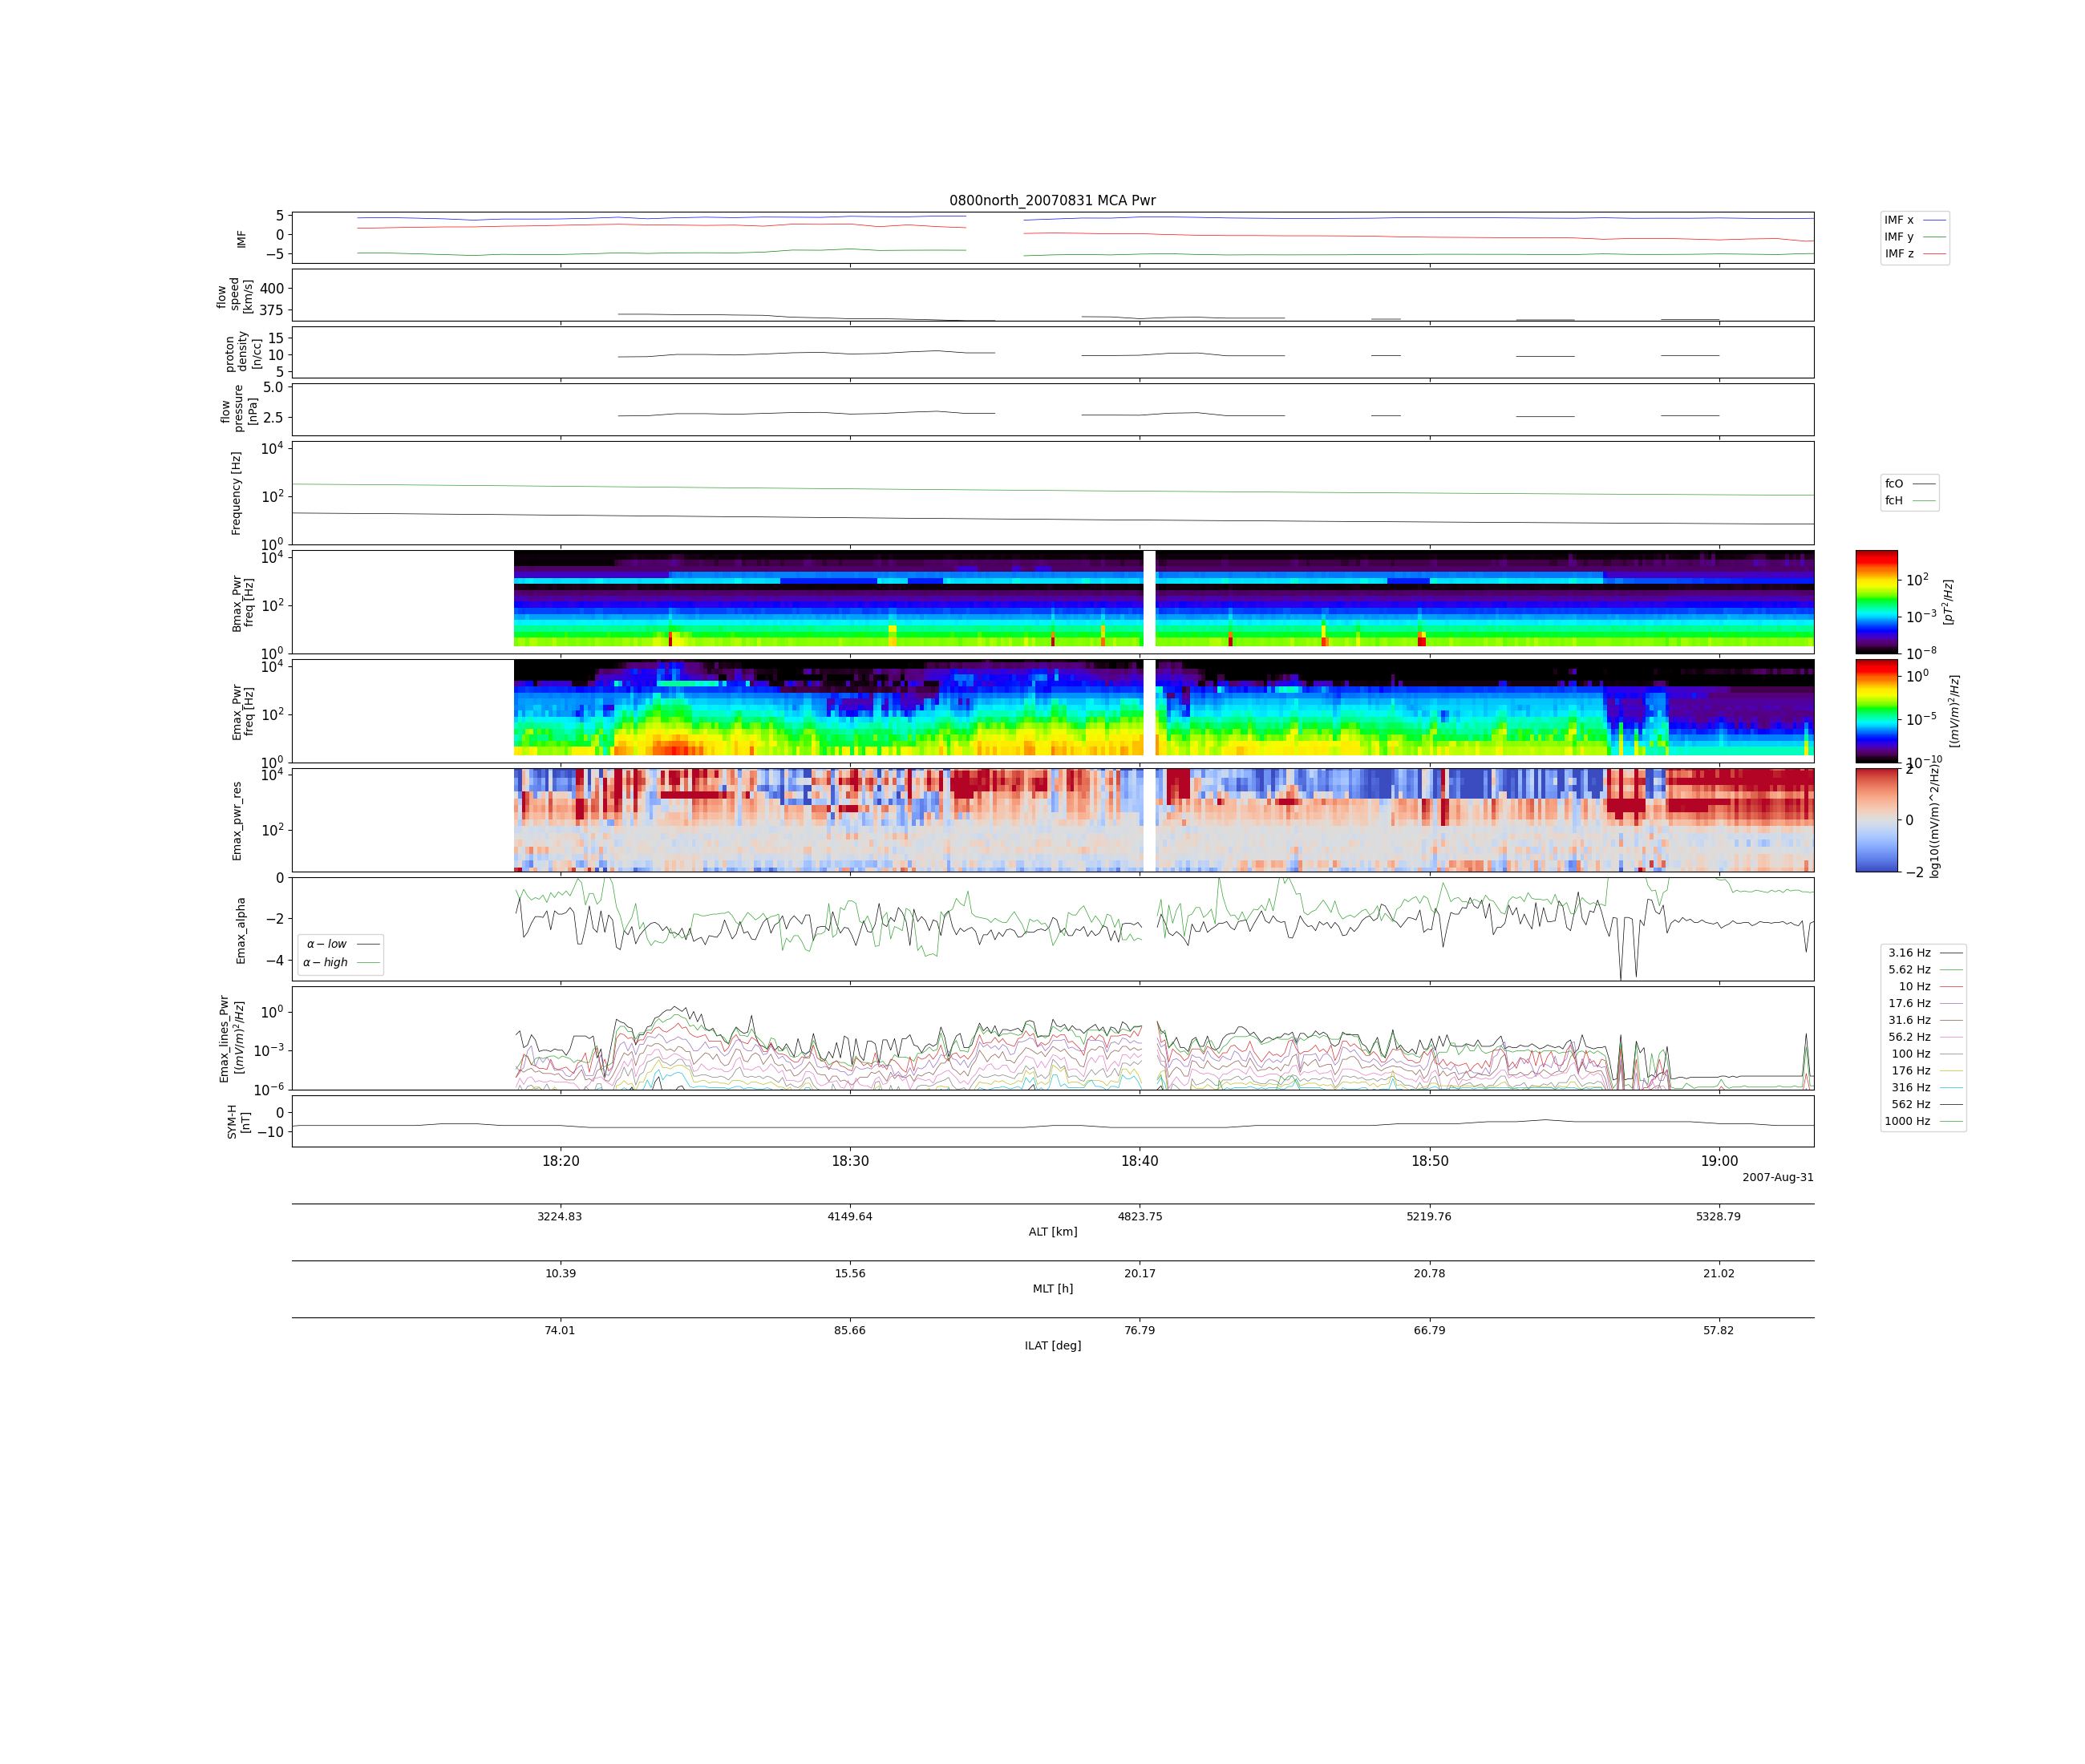 0800north_20070831 MCA Pwr
IMF
5
0
−5
IMF x
IMF y
IMF z
flow
speed
[km/s]
400
375
proton
density
[n/cc]
15
10
5
flow
pressure
[nPa]
5.0
2.5
Frequency [Hz]
10^4
10^2
10^0
fcO
fcH
Bmax_Pwr
freq [Hz]
10^4
10^2
10^0
10^2
10^−3
10^−8
[pT^2/Hz]
Emax_Pwr
freq [Hz]
10^4
10^2
10^0
10^0
10^−5
10^−10
[(mV/m)^2/Hz]
Emax_pwr_res
10^4
10^2
2
0
−2
log10((mV/m)^2/Hz)
Emax_alpha
0
−2
−4
α − low
α − high
Emax_lines_Pwr
[(mV/m)^2/Hz]
10^0
10^−3
10^−6
3.16 Hz
5.62 Hz
10 Hz
17.6 Hz
31.6 Hz
56.2 Hz
100 Hz
176 Hz
316 Hz
562 Hz
1000 Hz
SYM-H
[nT]
0
−10
18:20 18:30 18:40 18:50 19:00
2007-Aug-31
3224.83 4149.64 4823.75 5219.76 5328.79
ALT [km]
10.39 15.56 20.17 20.78 21.02
MLT [h]
74.01 85.66 76.79 66.79 57.82
ILAT [deg]